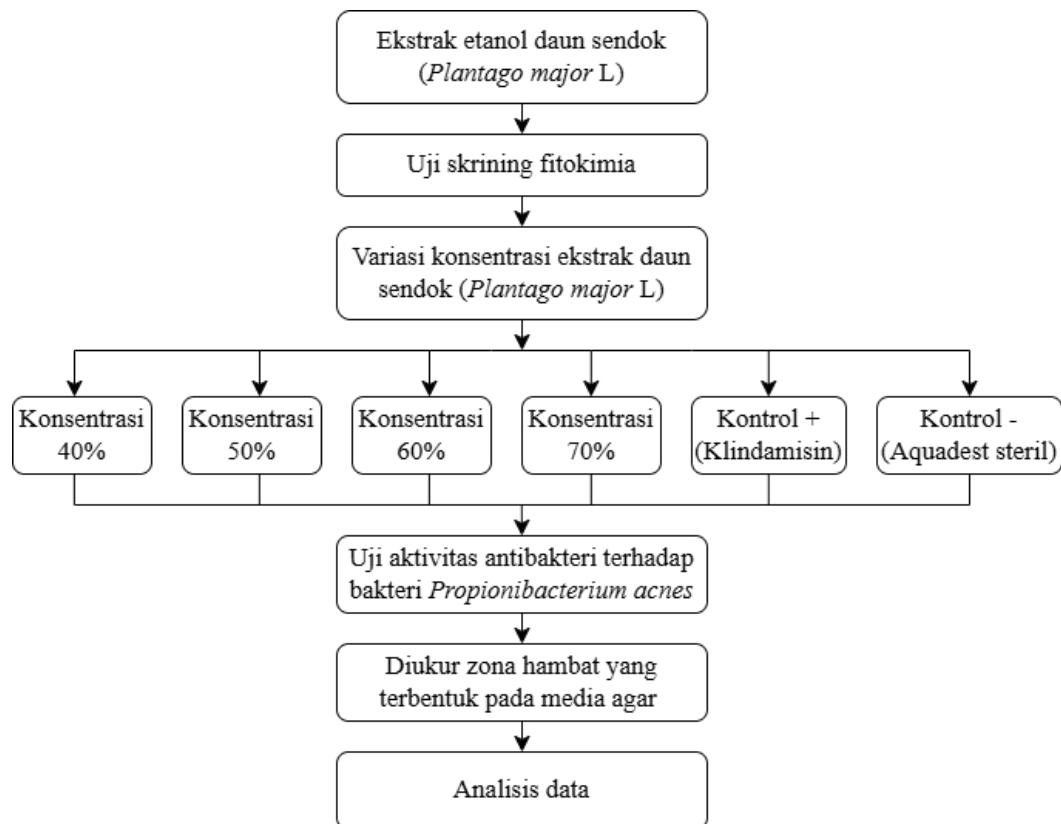 Ekstrak etanol daun sendok
(Plantago major L)
Uji skrining fitokimia
Variasi konsentrasi ekstrak daun
sendok (Plantago major L)
Konsentrasi
40%
Konsentrasi
50%
Konsentrasi
60%
Konsentrasi
70%
Kontrol +
(Klindamisin)
Kontrol -
(Aquadest steril)
Uji aktivitas antibakteri terhadap
bakteri Propionibacterium acnes
Diukur zona hambat yang
terbentuk pada media agar
Analisis data